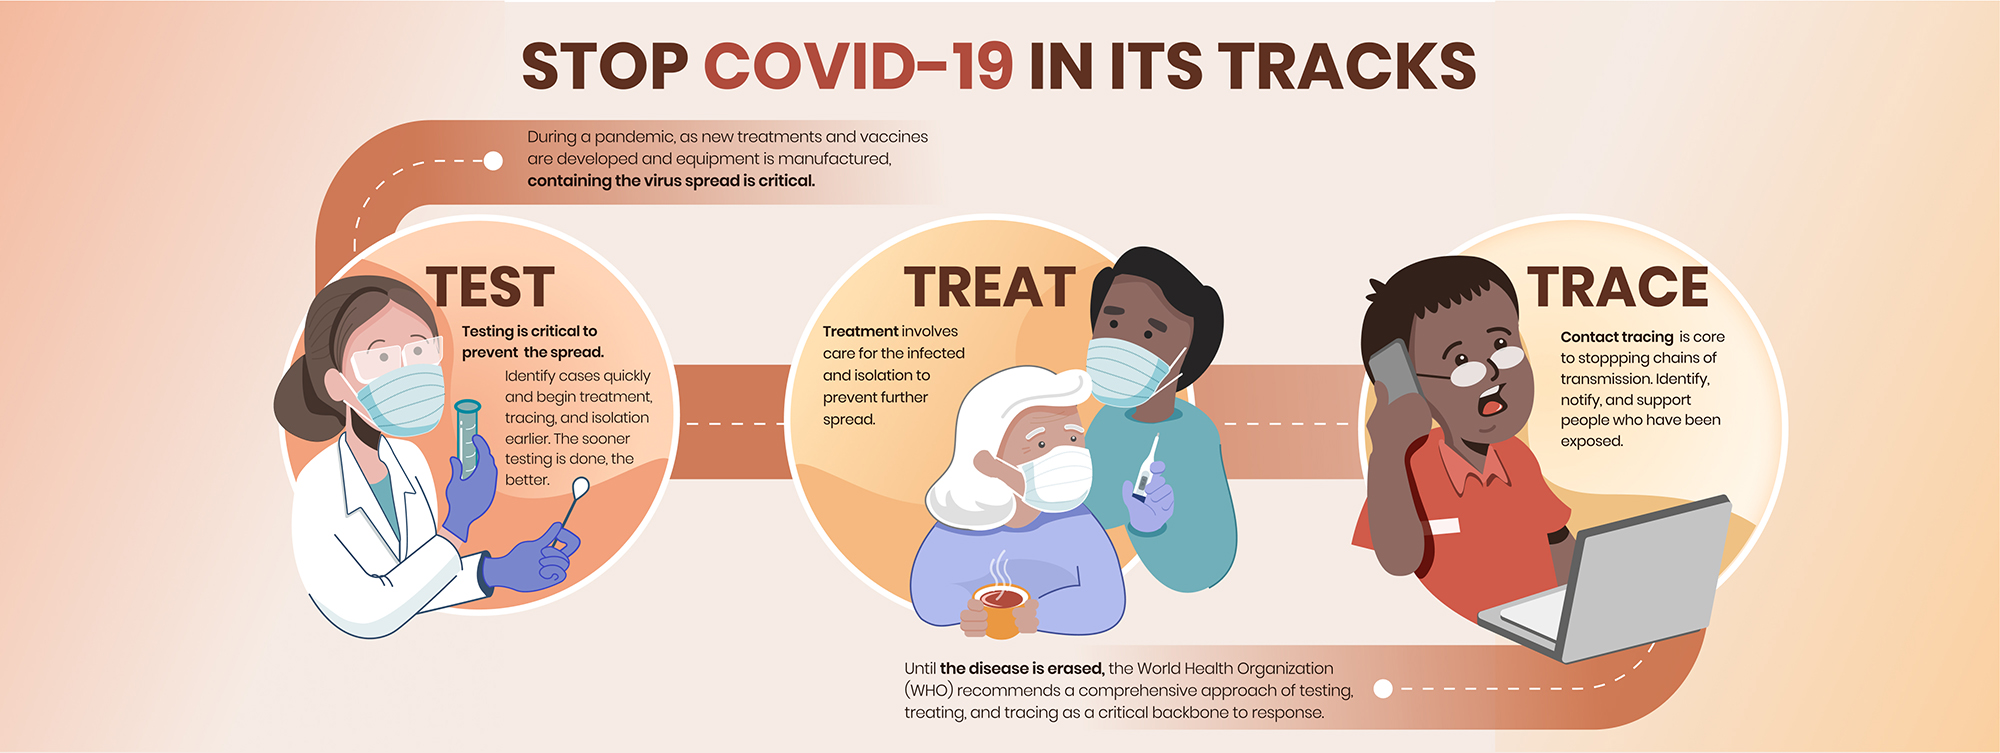 STOP COVID-19 IN ITS TRACKS
During a pandemic, as new treatments and vaccines
are developed and equipment is manufactured,
containing the virus spread is critical.
TEST
Testing is critical to
prevent the spread.
Identify cases quickly
and begin treatment,
tracing, and isolation
earlier. The sooner
testing is done, the
better.
TREAT
Treatment involves
care for the infected
and isolation to
prevent further
spread.
TRACE
Contact tracing is core
to stoppping chains of
transmission. Identify,
notify, and support
people who have been
exposed.
Until the disease is erased, the World Health Organization
(WHO) recommends a comprehensive approach of testing,
treating, and tracing as a critical backbone to response.